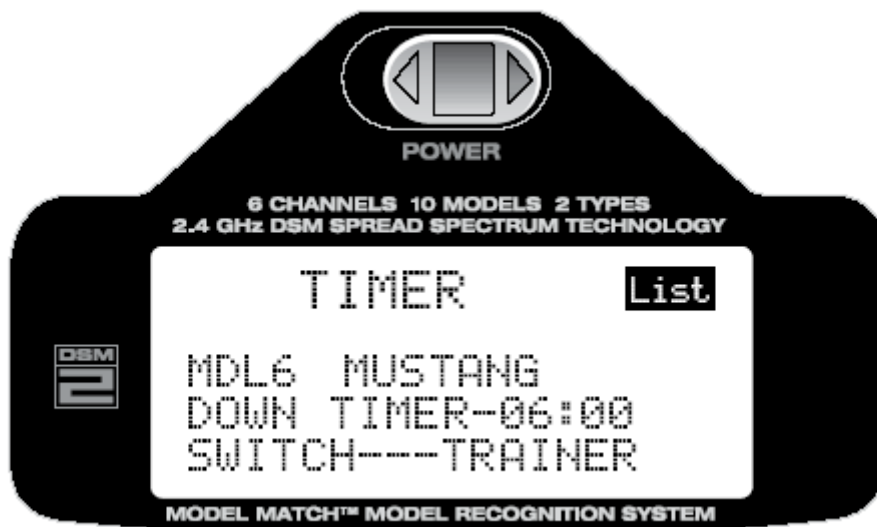 POWER
6 CHANNELS 10 MODELS 2 TYPES
2.4 GHz DSM SPREAD SPECTRUM TECHNOLOGY
TIMER List
DSM
2
MDL6 MUSTANG
DOWN TIMER-06:00
SWITCH---TRAINER
MODEL MATCH™ MODEL RECOGNITION SYSTEM